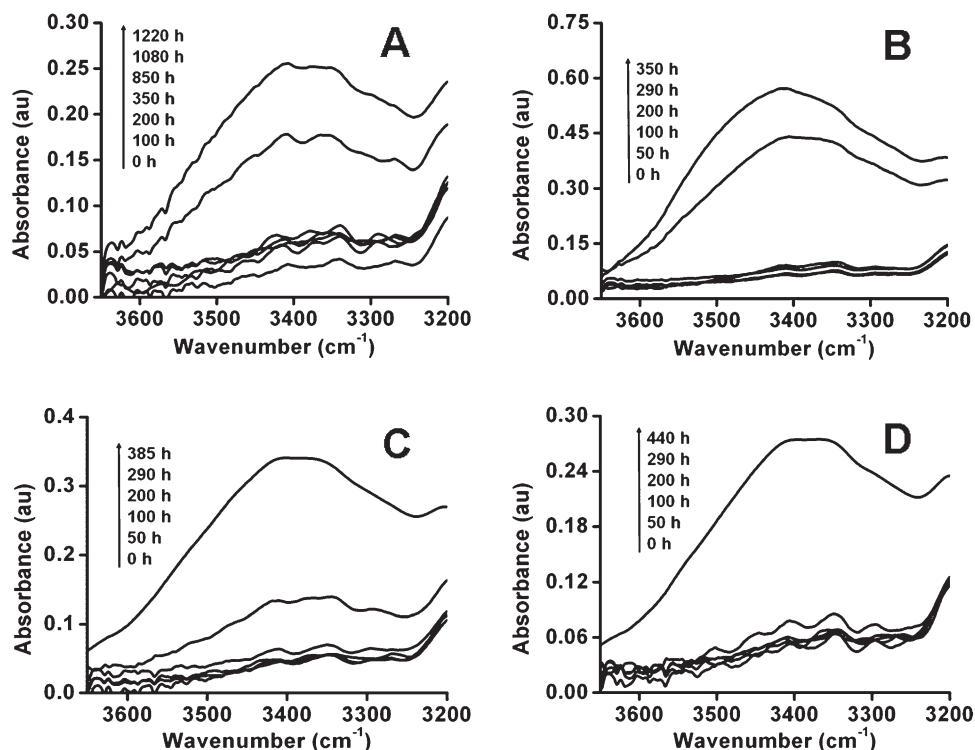 A
1220 h
1080 h
850 h
350 h
200 h
100 h
0 h
0.30
0.25
0.20
0.15
0.10
0.05
0.00
Absorbance (au)
3600 3500 3400 3300 3200
Wavenumber (cm-1)
B
350 h
290 h
200 h
100 h
50 h
0 h
0.75
0.60
0.45
0.30
0.15
0.00
Absorbance (au)
3600 3500 3400 3300 3200
Wavenumber (cm-1)
C
385 h
290 h
200 h
100 h
50 h
0 h
0.4
0.3
0.2
0.1
0.0
Absorbance (au)
3600 3500 3400 3300 3200
Wavenumber (cm-1)
D
440 h
290 h
200 h
100 h
50 h
0 h
0.30
0.24
0.18
0.12
0.06
0.00
Absorbance (au)
3600 3500 3400 3300 3200
Wavenumber (cm-1)